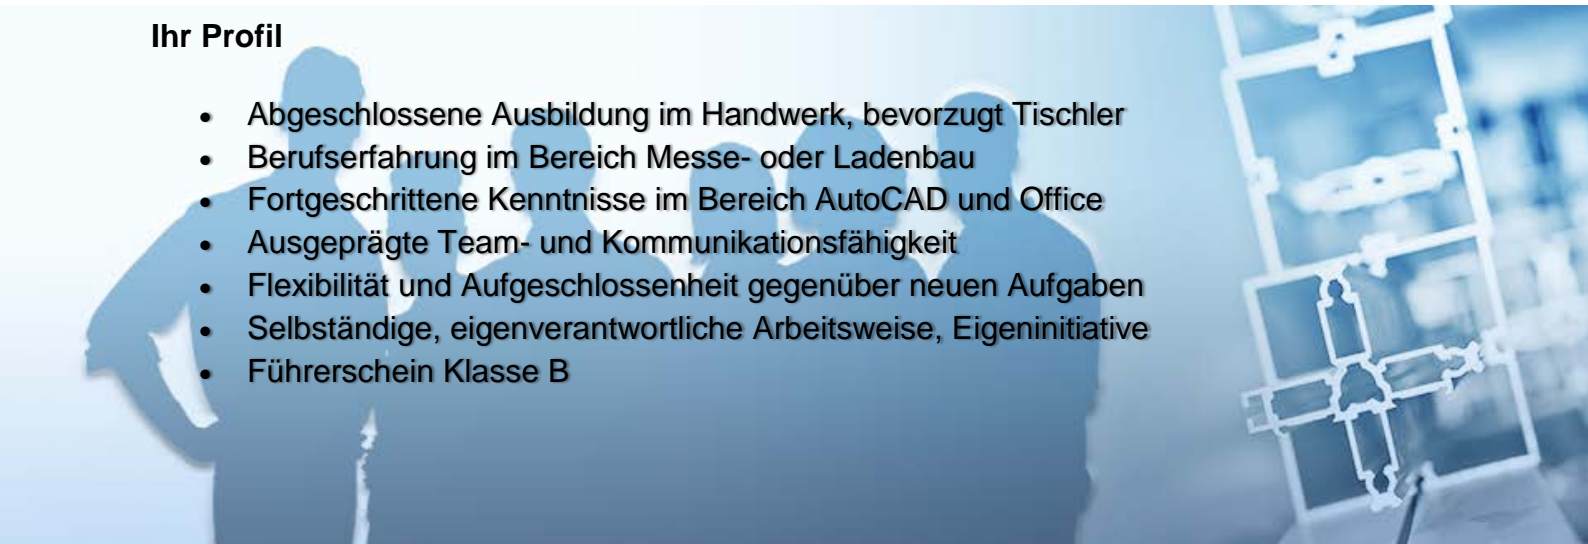 Ihr Profil
• Abgeschlossene Ausbildung im Handwerk, bevorzugt Tischler
• Berufserfahrung im Bereich Messe- oder Ladenbau
• Fortgeschrittene Kenntnisse im Bereich AutoCAD und Office
• Ausgeprägte Team- und Kommunikationsfähigkeit
• Flexibilität und Aufgeschlossenheit gegenüber neuen Aufgaben
• Selbständige, eigenverantwortliche Arbeitsweise, Eigeninitiative
• Führerschein Klasse B